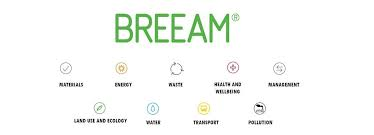 BREEAM®
MATERIALS
ENERGY
WASTE
HEALTH AND
WELLBEING
MANAGEMENT
LAND USE AND ECOLOGY
WATER
TRANSPORT
POLLUTION